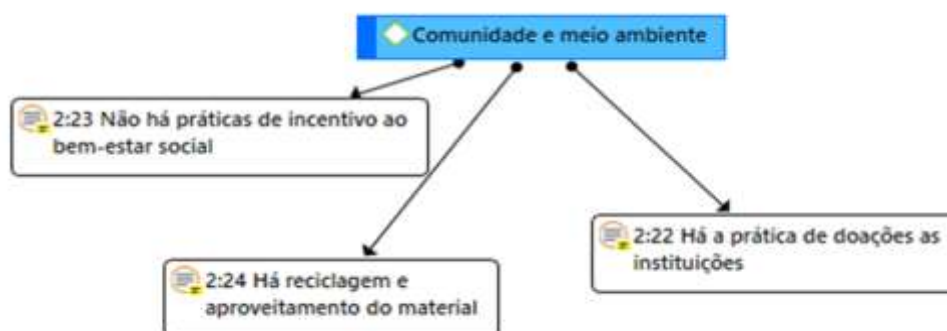 Comunidade e meio ambiente
2:23 Não há práticas de incentivo ao
bem-estar social
2:22 Há a prática de doações as
instituições
2:24 Há reciclagem e
aproveitamento do material